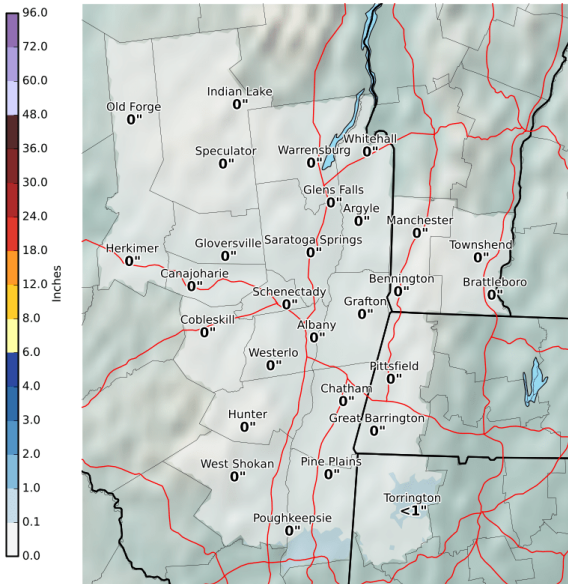 96.0
72.0
60.0
48.0
36.0
30.0
24.0
18.0
12.0
8.0
6.0
4.0
3.0
2.0
1.0
0.1
0.0
Inches
Indian Lake
0"
Old Forge
0"
Whitehall
0"
Speculator
0"
Warrensburg
0"
Glens Falls
0"
Argyle
0"
Manchester
0"
Herkimer
0"
Gloversville
0"
Saratoga Springs
0"
Townshend
0"
Canajoharie
0"
Bennington
0"
Brattleboro
0"
Schenectady
0"
Grafton
0"
Cobleskill
0"
Albany
0"
Westerlo
0"
Pittsfield
0"
Chatham
0"
Hunter
0"
Great Barrington
0"
West Shokan
0"
Pine Plains
0"
Torrington
<1"
Poughkeepsie
0"